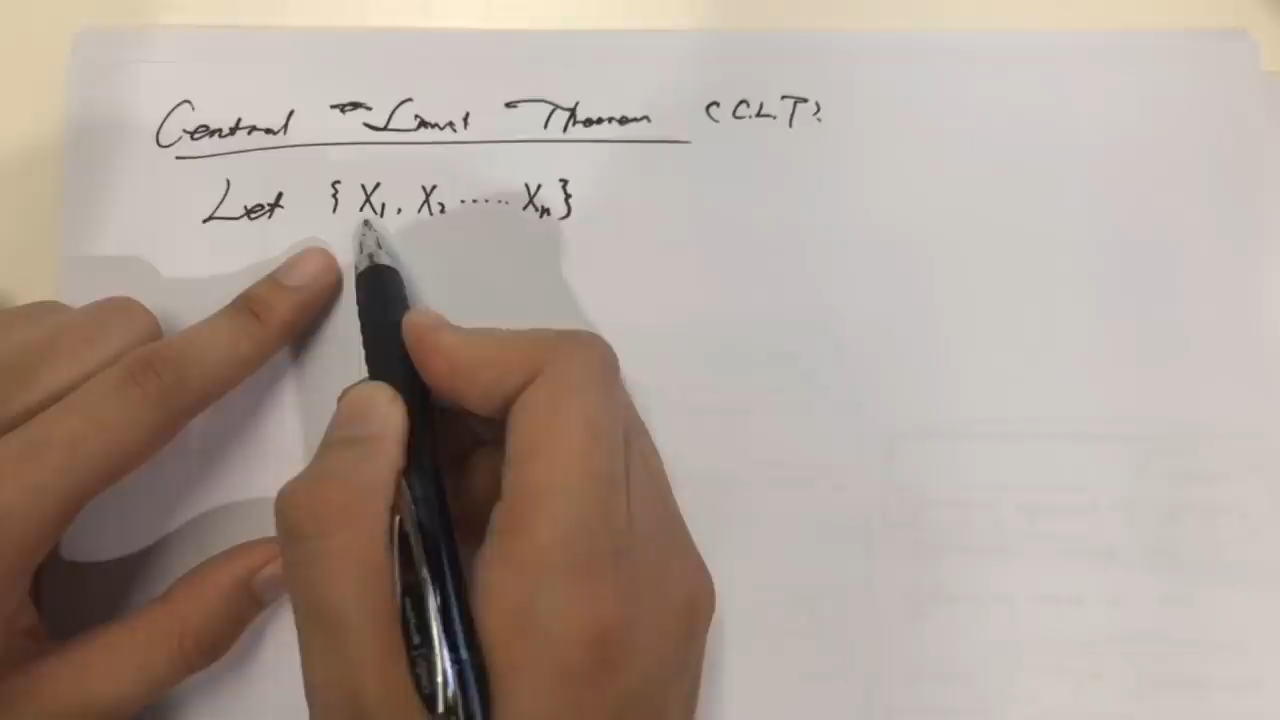 Central Limit Theorem (C.L.T)
Let { X₁, X₂ ..... Xₙ }